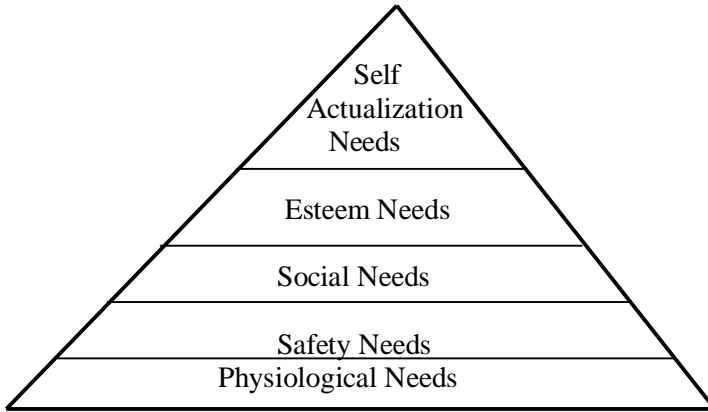 Self
Actualization
Needs
Esteem Needs
Social Needs
Safety Needs
Physiological Needs